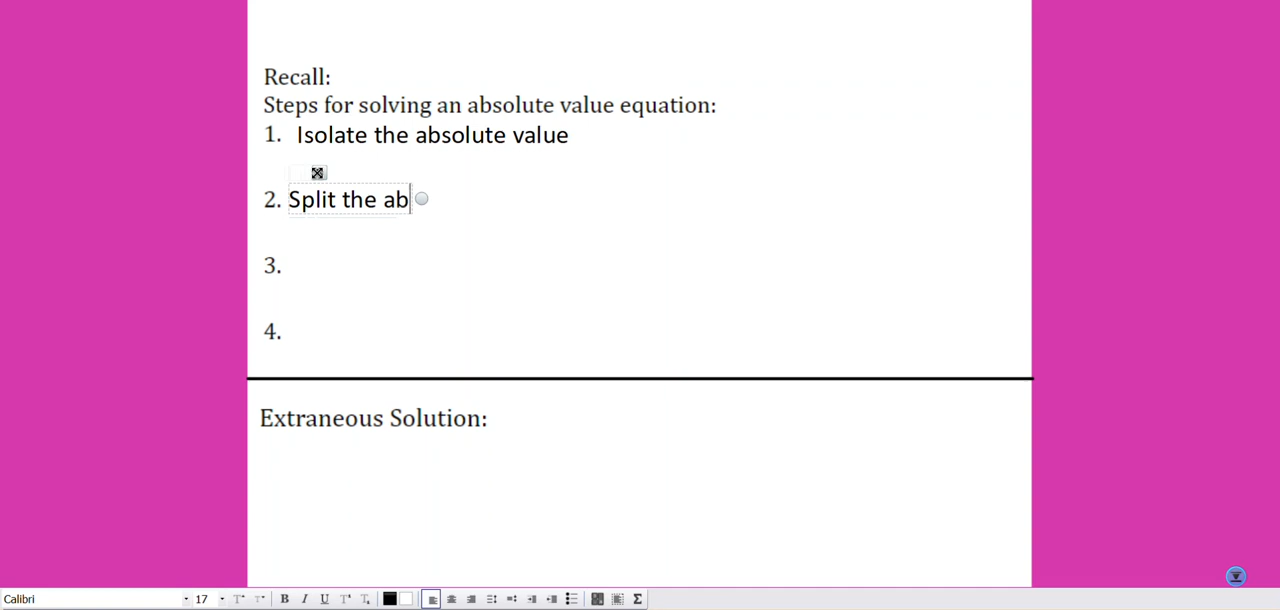 Recall:
Steps for solving an absolute value equation:
1. Isolate the absolute value
2. Split the ab
3.
4.
Extraneous Solution:
Calibri 17 B I U T T Σ